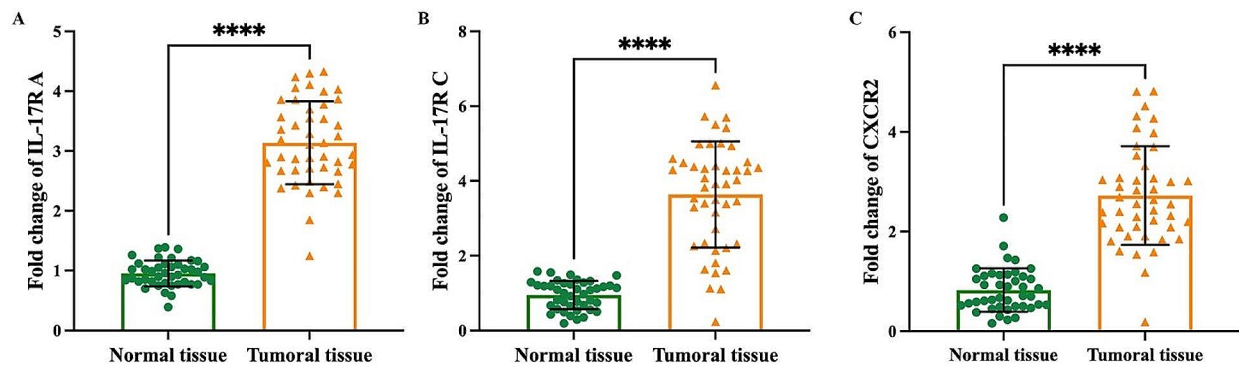 A
Fold change of IL-17R A
5
4
3
2
1
0
****
Normal tissue
Tumoral tissue
B
Fold change of IL-17R C
8
6
4
2
0
****
Normal tissue
Tumoral tissue
C
Fold change of CXCR2
6
4
2
0
****
Normal tissue
Tumoral tissue